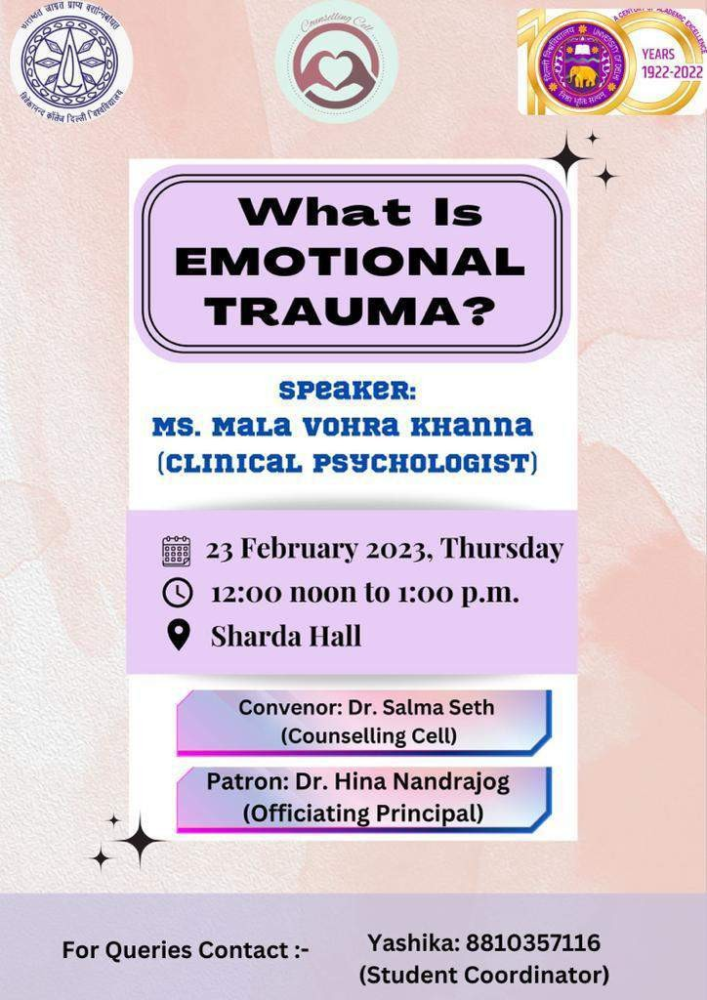 उत्तिष्ठत जाग्रत प्राप्य वरान्निबोधत
विवेकानन्द कॉलेज दिल्ली विश्वविद्यालय
Counselling Cell
दिल्ली विश्वविद्यालय
UNIVERSITY OF DELHI
A CENTURY OF ACADEMIC EXCELLENCE
YEARS
1922-2022
What Is
EMOTIONAL
TRAUMA?
SPEAKER:
MS. MALA VOHRA KHANNA
(CLINICAL PSYCHOLOGIST)
23 February 2023, Thursday
12:00 noon to 1:00 p.m.
Sharda Hall
Convenor: Dr. Salma Seth
(Counselling Cell)
Patron: Dr. Hina Nandrajog
(Officiating Principal)
For Queries Contact :-
Yashika: 8810357116
(Student Coordinator)